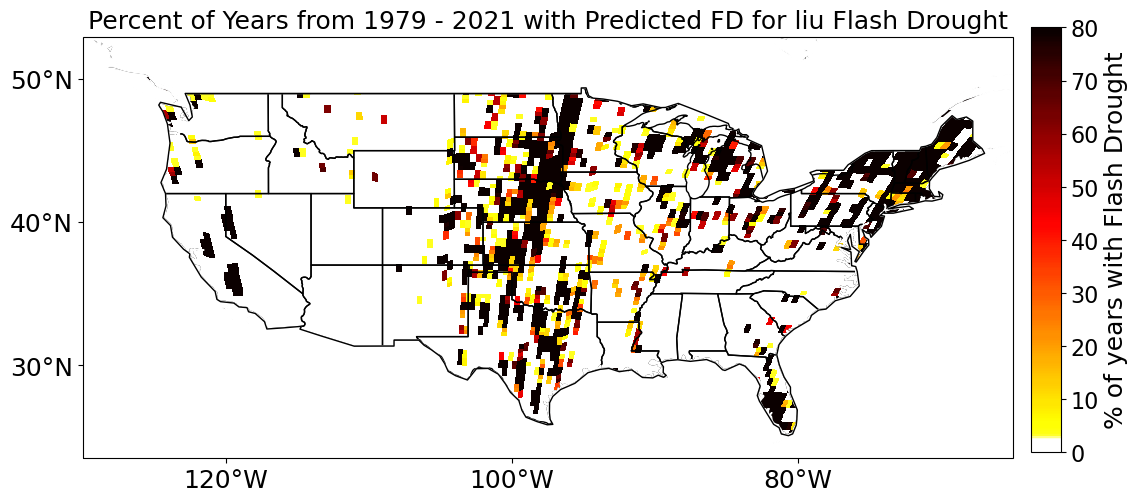 Percent of Years from 1979 - 2021 with Predicted FD for liu Flash Drought
50°N
40°N
30°N
120°W
100°W
80°W
80
70
60
50
40
30
20
10
0
% of years with Flash Drought